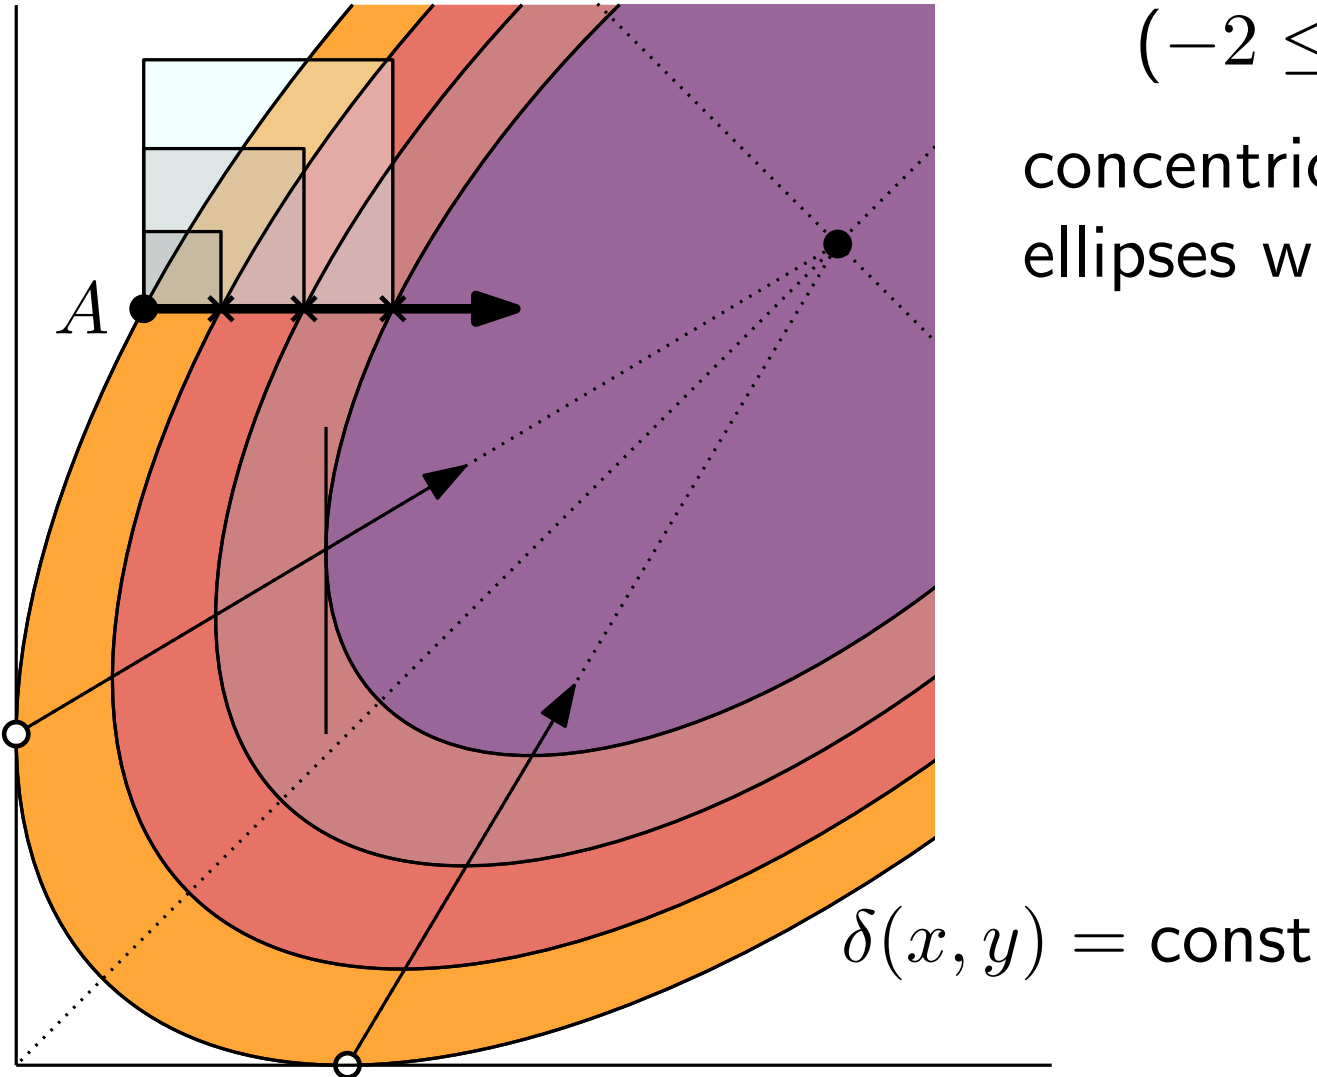 (−2 ≤
concentric
ellipses w
A
δ(x, y) = const